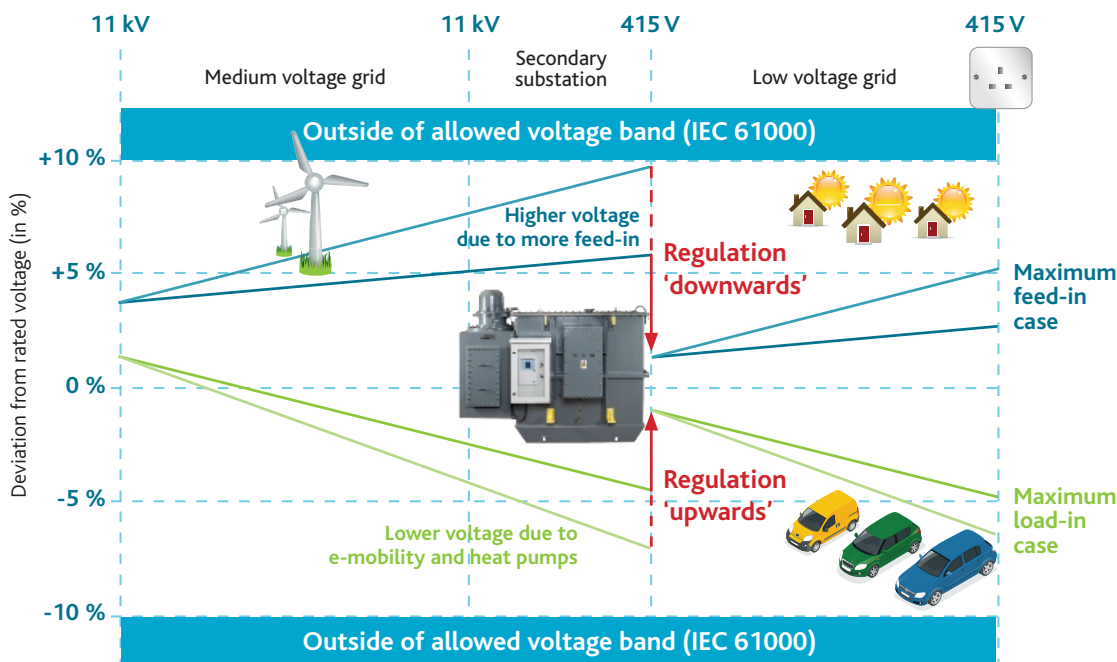 11 kV
11 kV
415 V
415 V
Medium voltage grid
Secondary
substation
Low voltage grid
Outside of allowed voltage band (IEC 61000)
Deviation from rated voltage (in %)
+10 %
+5 %
0 %
-5 %
-10 %
Higher voltage
due to more feed-in
Regulation
‘downwards’
Maximum
feed-in
case
Regulation
‘upwards’
Lower voltage due to
e-mobility and heat pumps
Maximum
load-in
case
Outside of allowed voltage band (IEC 61000)